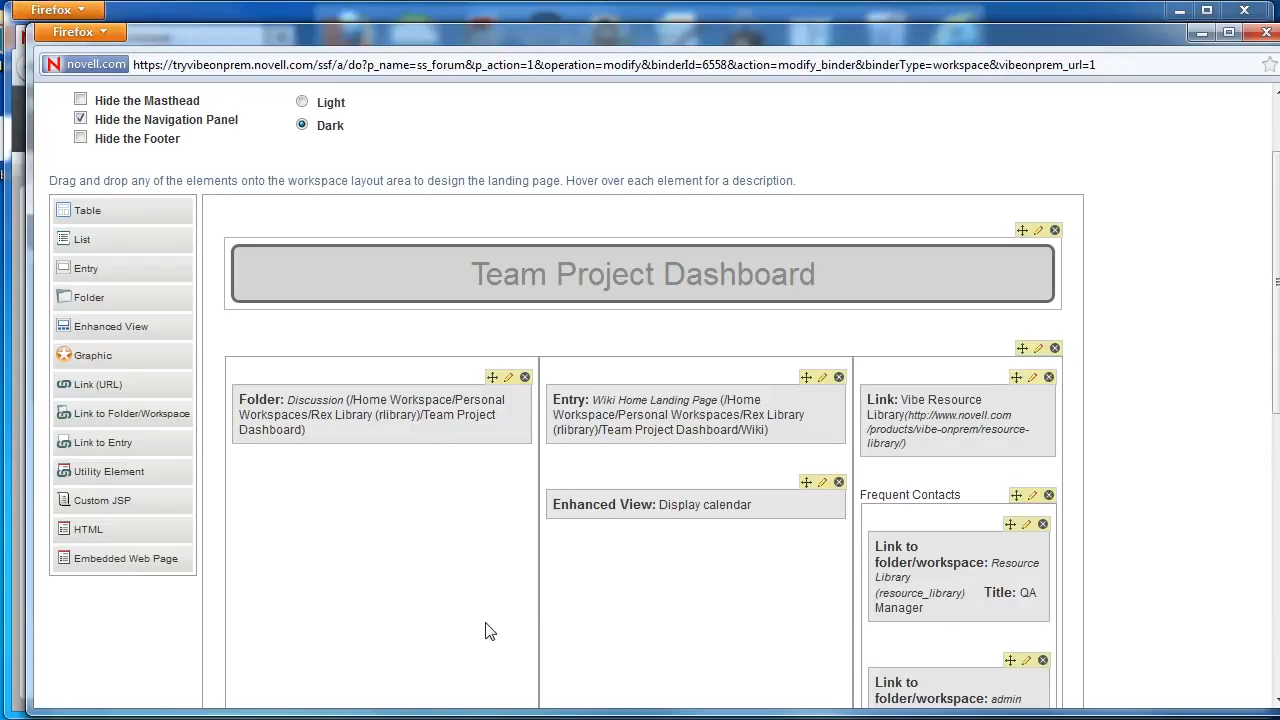 Firefox
Firefox
novell.com https://tryvibeonprem.novell.com/ssf/a/do?p_name=ss_forum&p_action=1&operation=modify&binderId=6558&action=modify_binder&binderType=workspace&vibeonprem_url=1
Hide the Masthead
Light
Hide the Navigation Panel
Dark
Hide the Footer
Drag and drop any of the elements onto the workspace layout area to design the landing page. Hover over each element for a description.
Table
List
Entry
Folder
Enhanced View
Graphic
Link (URL)
Link to Folder/Workspace
Link to Entry
Utility Element
Custom JSP
HTML
Embedded Web Page
Team Project Dashboard
Folder: Discussion (/Home Workspace/Personal
Workspaces/Rex Library (rlibrary)/Team Project
Dashboard)
Entry: Wiki Home Landing Page (/Home
Workspace/Personal Workspaces/Rex Library
(rlibrary)/Team Project Dashboard/Wiki)
Enhanced View: Display calendar
Link: Vibe Resource
Library(http://www.novell.com
/products/vibe-onprem/resource-
library/)
Frequent Contacts
Link to
folder/workspace: Resource
Library
(resource_library) Title: QA
Manager
Link to
folder/workspace: admin